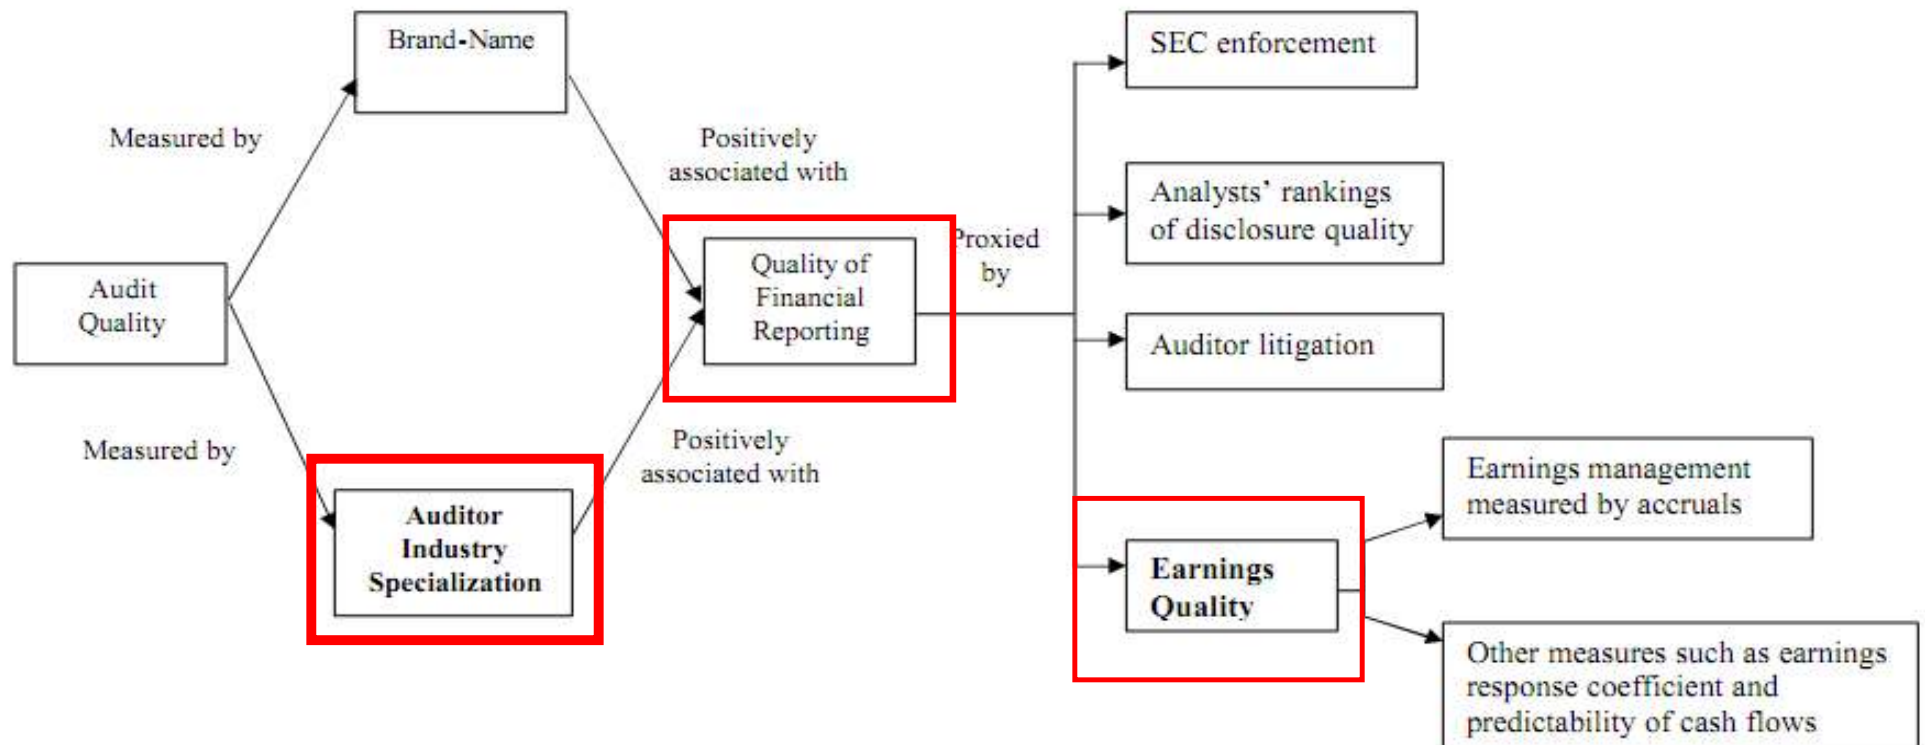 Brand-Name
Measured by
Positively
associated with
Audit
Quality
Measured by
Auditor
Industry
Specialization
Positively
associated with
Quality of
Financial
Reporting
Proxied
by
SEC enforcement
Analysts' rankings
of disclosure quality
Auditor litigation
Earnings
Quality
Earnings management
measured by accruals
Other measures such as earnings
response coefficient and
predictability of cash flows